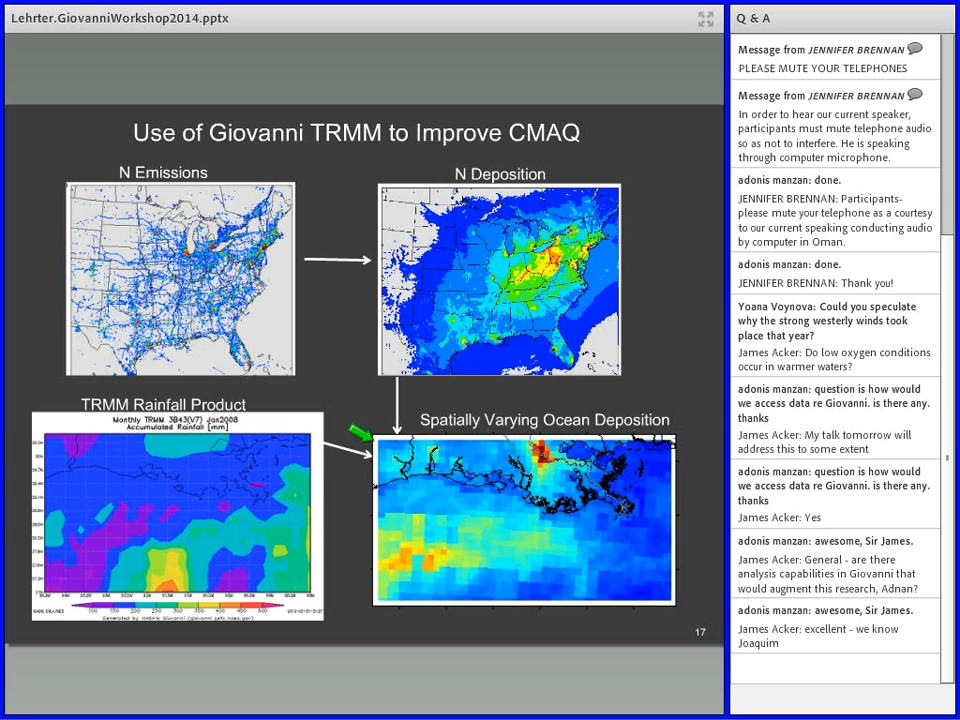 Lehrter.GiovanniWorkshop2014.pptx
Use of Giovanni TRMM to Improve CMAQ
N Emissions
N Deposition
TRMM Rainfall Product
Monthly TRMM 3B43(V7) Jan2008
Accumulated Rainfall [mm]
Spatially Varying Ocean Deposition
100 150 200 250 300 350 400 450 500
Generated by NASA's Giovanni (giovanni.gsfc.nasa.gov)
17
Q & A
Message from JENNIFER BRENNAN
PLEASE MUTE YOUR TELEPHONES
Message from JENNIFER BRENNAN
In order to hear our current speaker,
participants must mute telephone audio
so as not to interfere. He is speaking
through computer microphone.
adonis manzan: done.
JENNIFER BRENNAN: Participants-
please mute your telephone as a courtesy
to our current speaking conducting audio
by computer in Oman.
adonis manzan: done.
JENNIFER BRENNAN: Thank you!
Yoana Voynova: Could you speculate
why the strong westerly winds took
place that year?
James Acker: Do low oxygen conditions
occur in warmer waters?
adonis manzan: question is how would
we access data re Giovanni. is there any.
thanks
James Acker: My talk tomorrow will
address this to some extent
adonis manzan: question is how would
we access data re Giovanni. is there any.
thanks
James Acker: Yes
adonis manzan: awesome, Sir James.
James Acker: General - are there
analysis capabilities in Giovanni that
would augment this research, Adnan?
adonis manzan: awesome, Sir James.
James Acker: excellent - we know
Joaquim